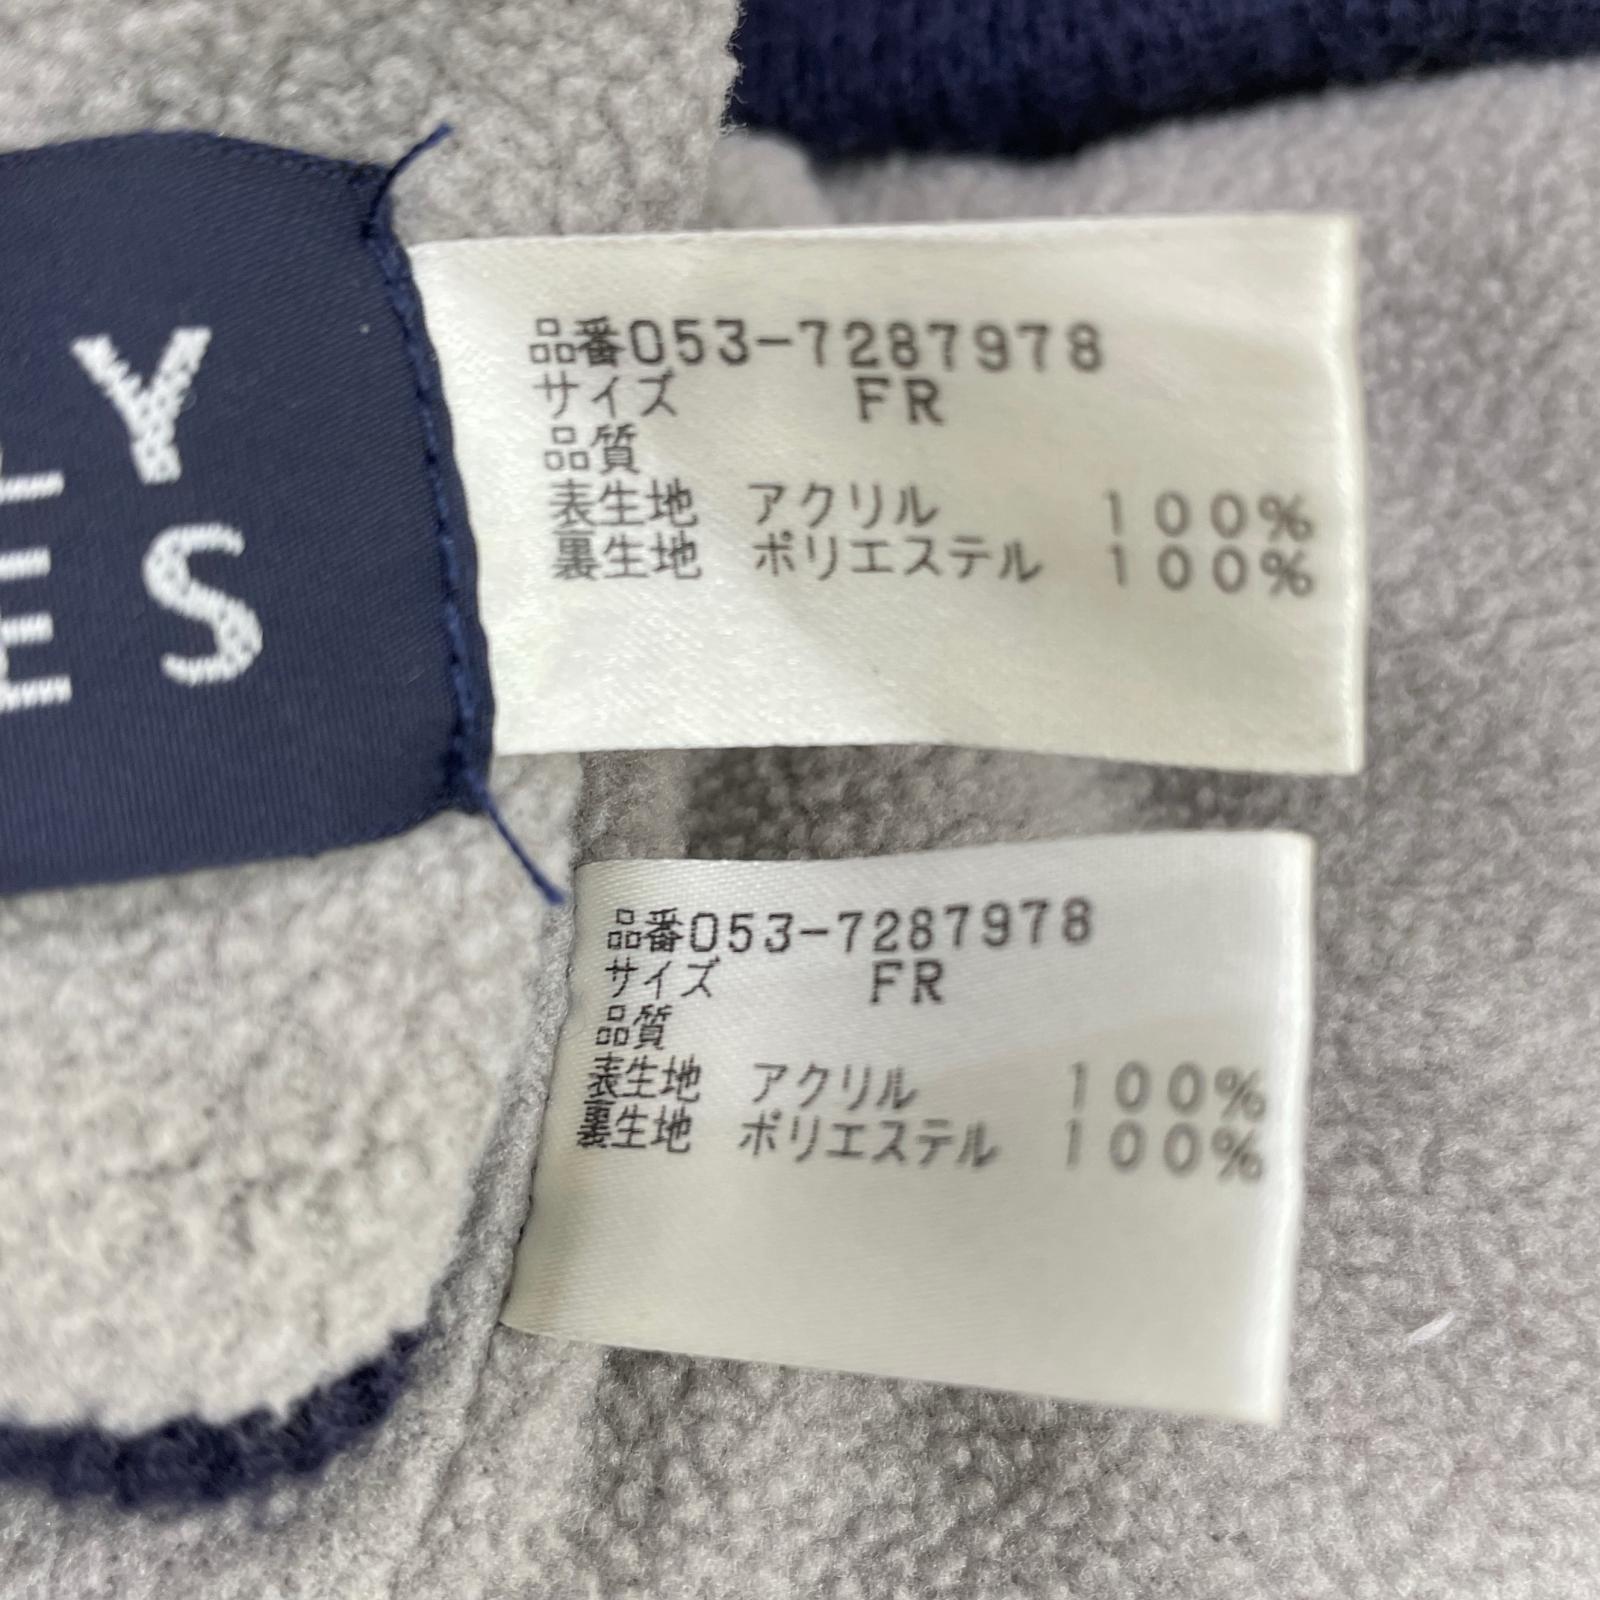 Y
ES
品番053-7287978
サイズ FR
品質
表生地 アクリル 100%
裏生地 ポリエステル 100%
品番053-7287978
サイズ FR
品質
表生地 アクリル 100%
裏生地 ポリエステル 100%